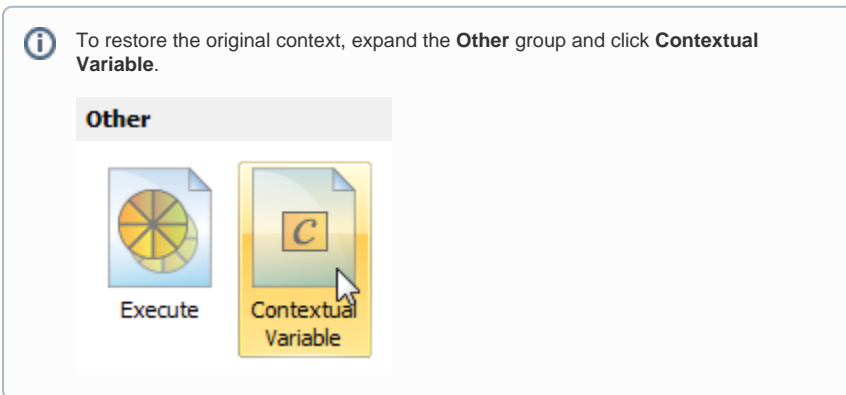 To restore the original context, expand the Other group and click Contextual
Variable.
Other
C
Execute
Contextual
Variable